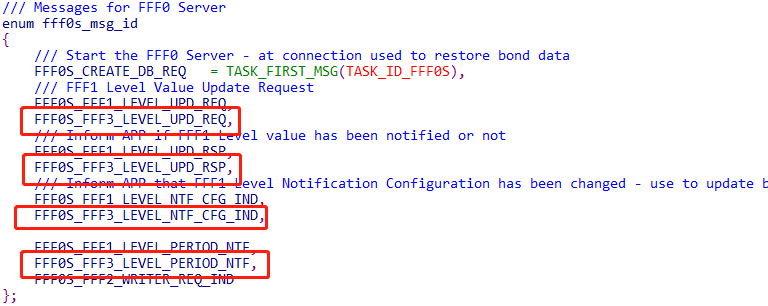 /// Messages for FFF0 Server
enum fff0s_msg_id
{
/// Start the FFF0 Server - at connection used to restore bond data
FFF0S_CREATE_DB_REQ = TASK_FIRST_MSG(TASK_ID_FFF0S),
/// FFF1 Level Value Update Request
FFF0S_FFF1_LEVEL_UPD_REQ,
FFF0S_FFF3_LEVEL_UPD_REQ,
/// Inform APP if FFF1 Level value has been notified or not
FFF0S_FFF1_LEVEL_UPD_RSP,
FFF0S_FFF3_LEVEL_UPD_RSP,
/// Inform APP that FFF1 Level Notification Configuration has been changed - use to update b
FFF0S_FFF1_LEVEL_NTF_CFG_IND,
FFF0S_FFF3_LEVEL_NTF_CFG_IND,
FFF0S_FFF1_LEVEL_PERIOD_NTF,
FFF0S_FFF3_LEVEL_PERIOD_NTF,
FFF0S_FFF2_WRITER_REQ_IND
};